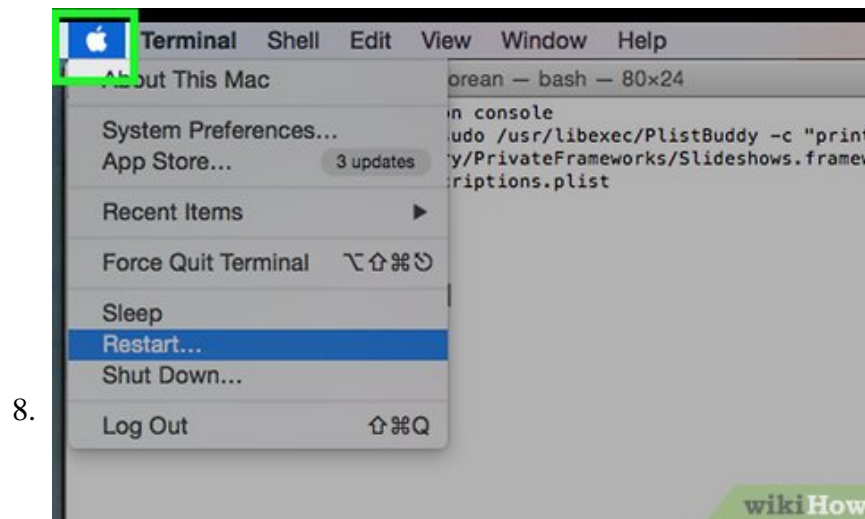 Terminal Shell Edit View Window Help
About This Mac
orean — bash — 80×24
System Preferences...
App Store... 3 updates
Recent Items ▶
Force Quit Terminal ⌥⇧⌘⎋
Sleep
Restart...
Shut Down...
Log Out ⇧⌘Q
n console
udo /usr/libexec/PlistBuddy -c "print
ry/PrivateFrameworks/Slideshows.framew
riptions.plist
8.
wikiHow